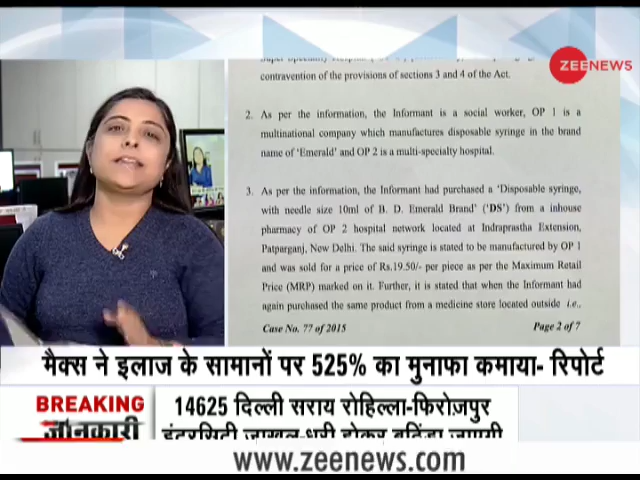 ZEENEWS
contravention of the provisions of sections 3 and 4 of the Act.
2. As per the information, the Informant is a social worker, OP 1 is a
multinational company which manufactures disposable syringe in the brand
name of 'Emerald' and OP 2 is a multi-specialty hospital.
3. As per the information, the Informant had purchased a 'Disposable syringe,
with needle size 10ml of B. D. Emerald Brand' ('DS') from a inhouse
pharmacy of OP 2 hospital network located at Indraprastha Extension,
Patparganj, New Delhi. The said syringe is stated to be manufactured by OP 1
and was sold for a price of Rs.19.50/- per piece as per the Maximum Retail
Price (MRP) marked on it. Further, it is stated that when the Informant had
again purchased the same product from a medicine store located outside i.e.,
Case No. 77 of 2015 Page 2 of 7
मैक्स ने इलाज के सामानों पर 525% का मुनाफा कमाया- रिपोर्ट
BREAKING
जानकारी
14625 दिल्ली सराय रोहिल्ला-फिरोज़पुर
www.zeenews.com